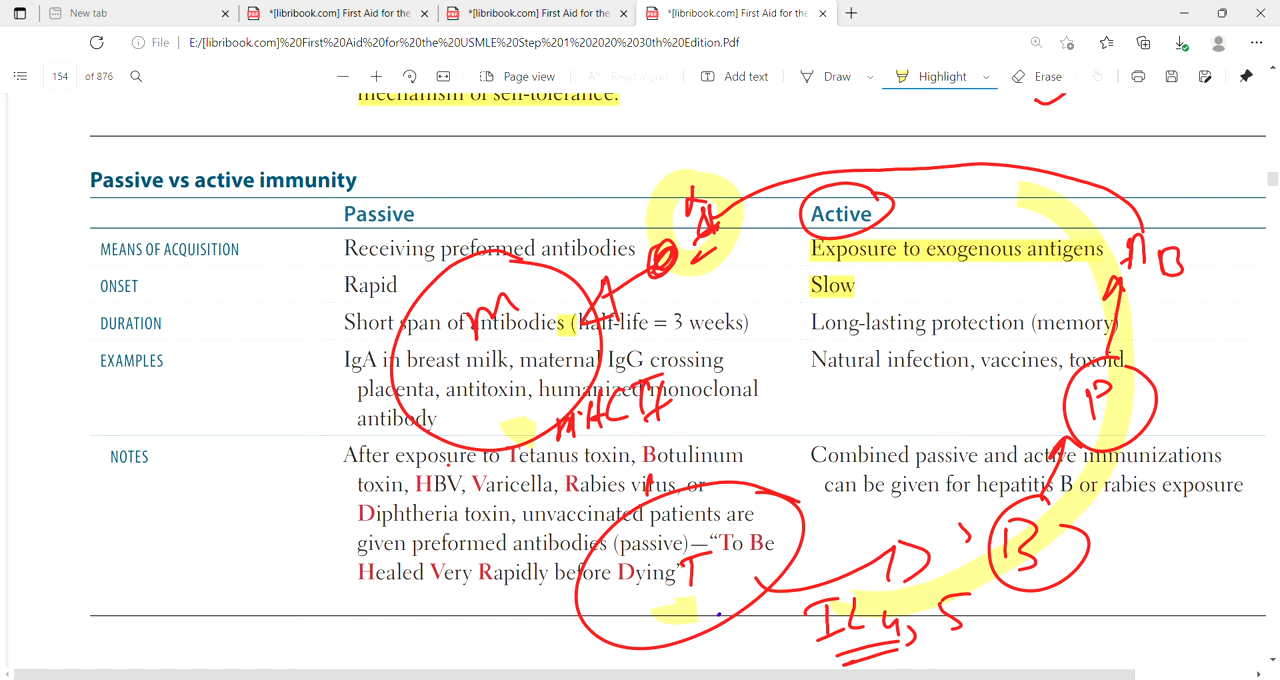 New tab
*[libribook.com] First Aid for the
*[libribook.com] First Aid for the
*[libribook.com] First Aid for the
File E:/[libribook.com]%20First%20Aid%20for%20the%20USMLE%20Step%201%202020%2030th%20Edition.Pdf
154 of 876 Page view Read aloud Add text Draw Highlight Erase
mechanism of self-tolerance.
Passive vs active immunity
Passive Active
MEANS OF ACQUISITION Receiving preformed antibodies Exposure to exogenous antigens
ONSET Rapid Slow
DURATION Short span of antibodies (half-life = 3 weeks) Long-lasting protection (memory)
EXAMPLES IgA in breast milk, maternal IgG crossing Natural infection, vaccines, toxoid
placenta, antitoxin, humanized monoclonal
antibody
NOTES After exposure to Tetanus toxin, Botulinum Combined passive and active immunizations
toxin, HBV, Varicella, Rabies virus, or can be given for hepatitis B or rabies exposure
Diphtheria toxin, unvaccinated patients are
given preformed antibodies (passive)—“To Be
Healed Very Rapidly before Dying”
M
MHC II
T
IL 4, 5
B
P
B